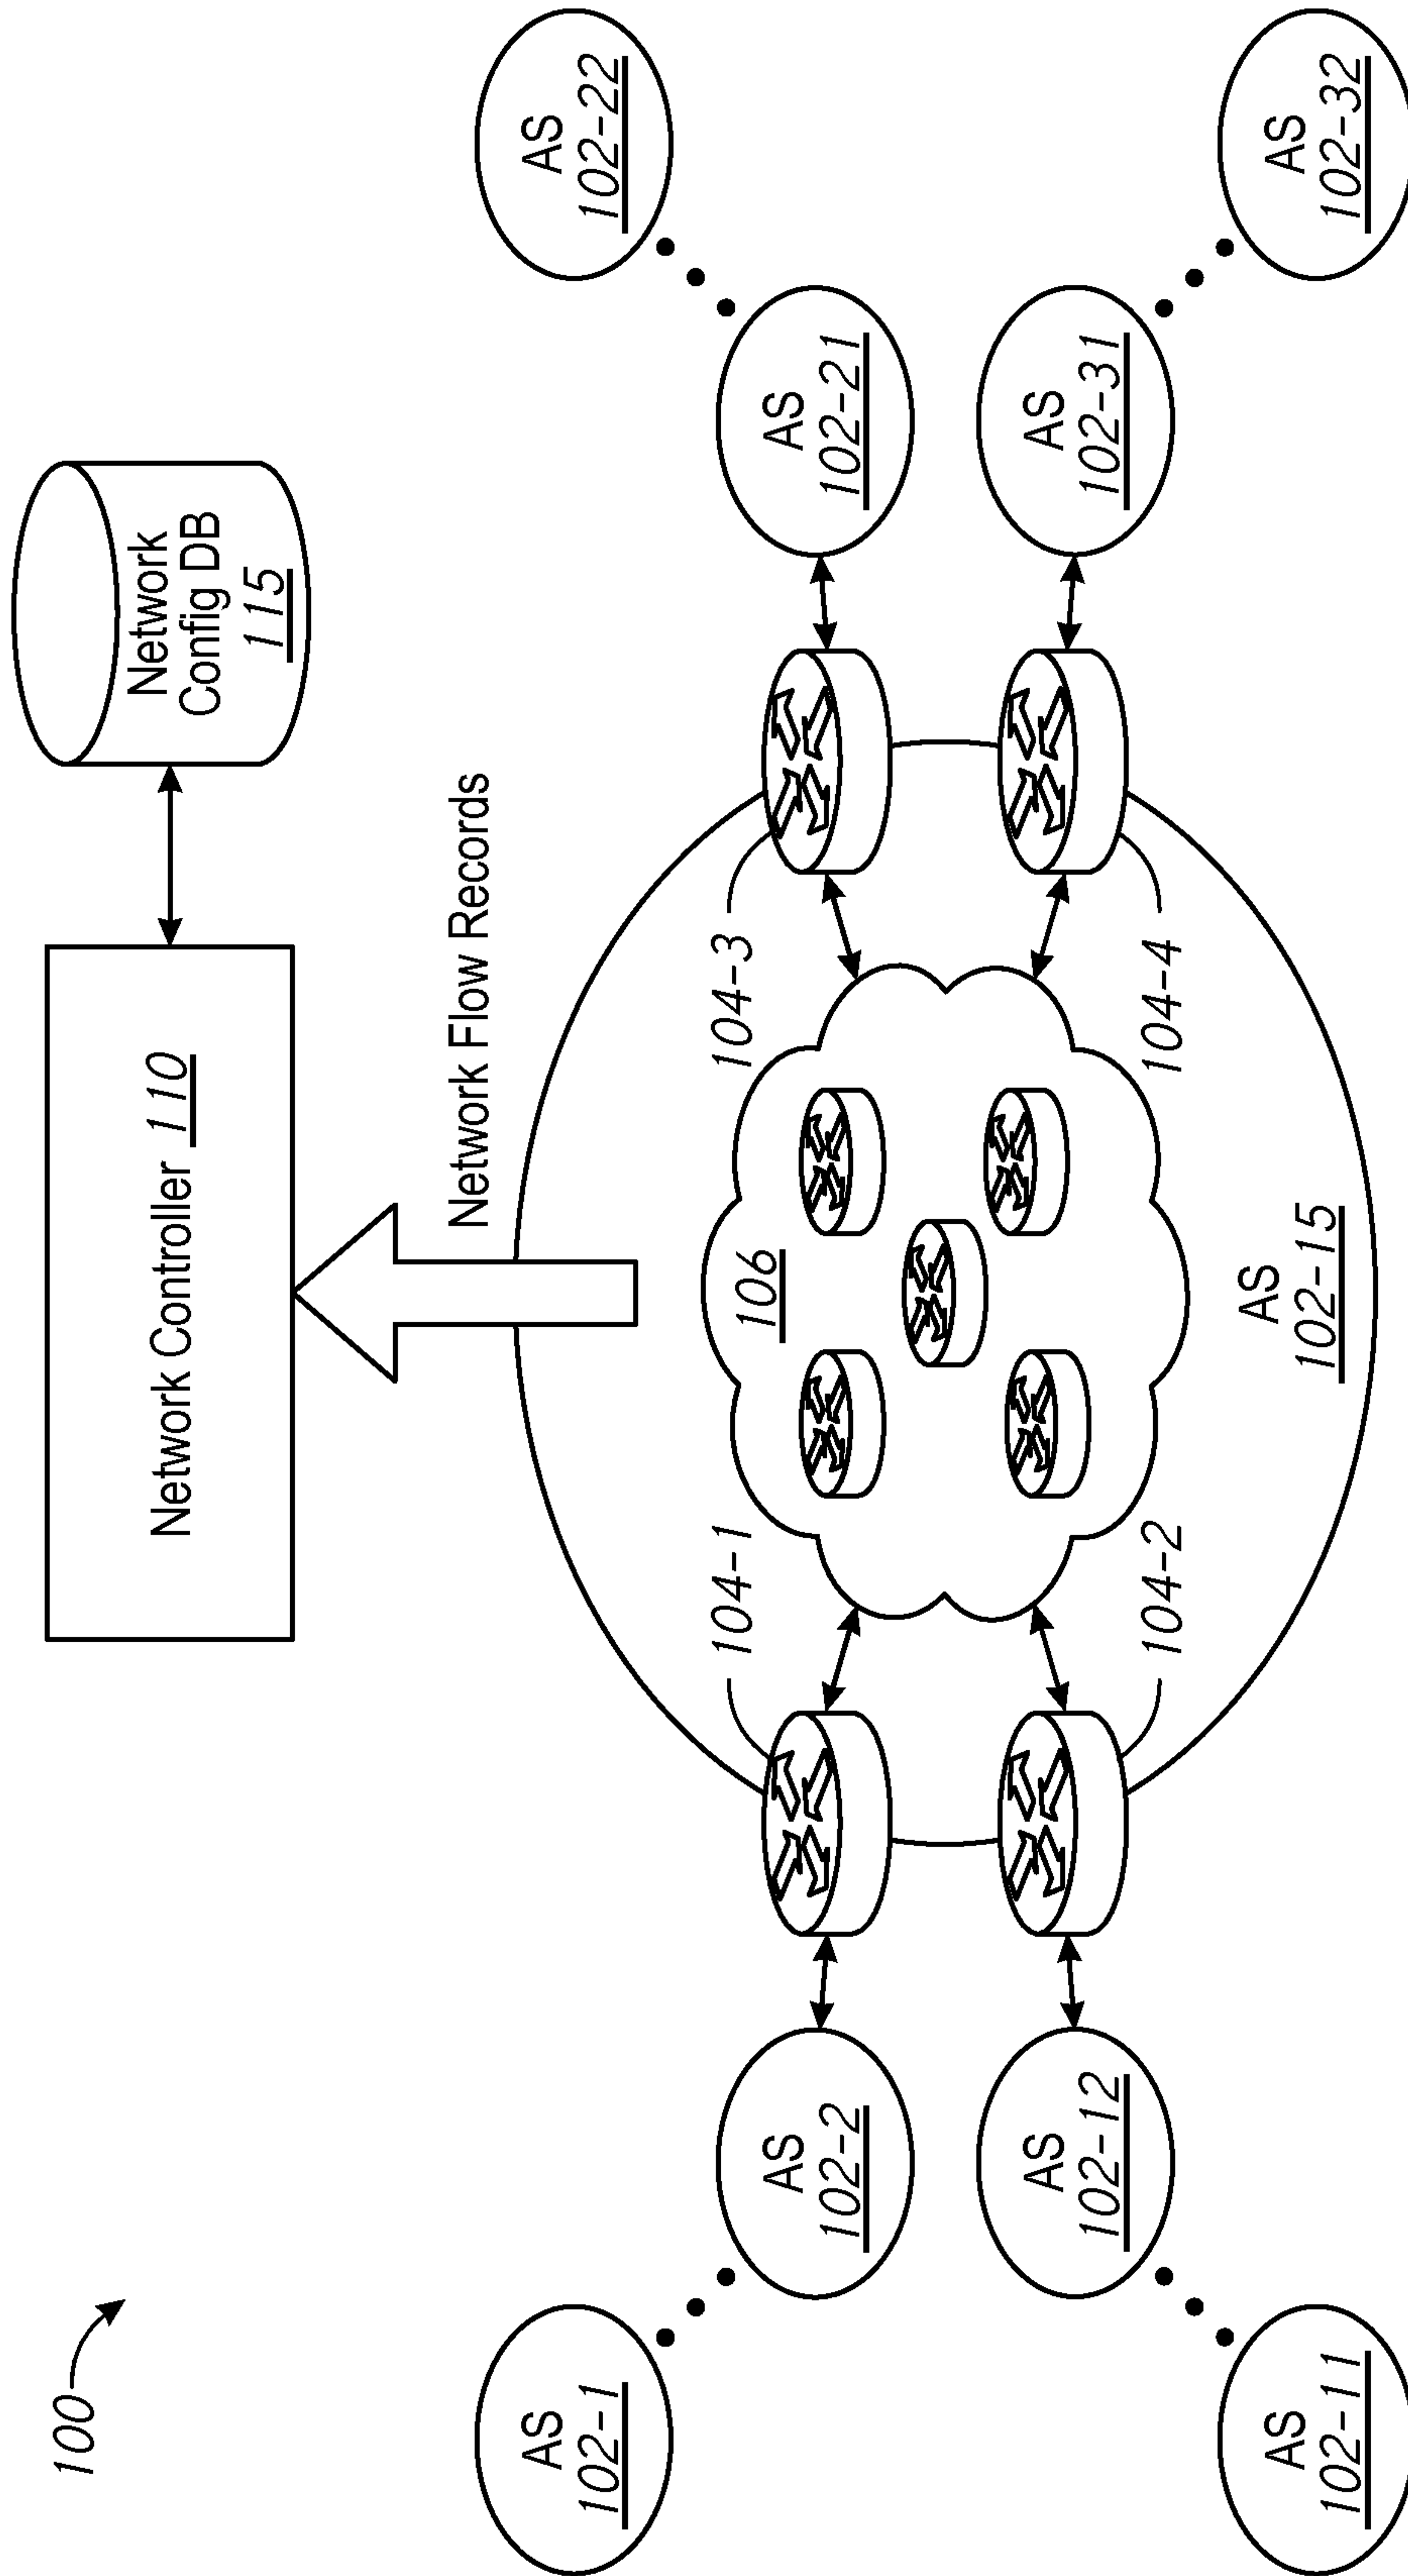 100
Network Controller 110
Network
Config DB
115
Network Flow Records
AS
102-1
AS
102-22
AS
102-2
104-1
104-3
AS
102-21
106
AS
102-12
104-2
104-4
AS
102-31
AS
102-11
AS
102-15
AS
102-32